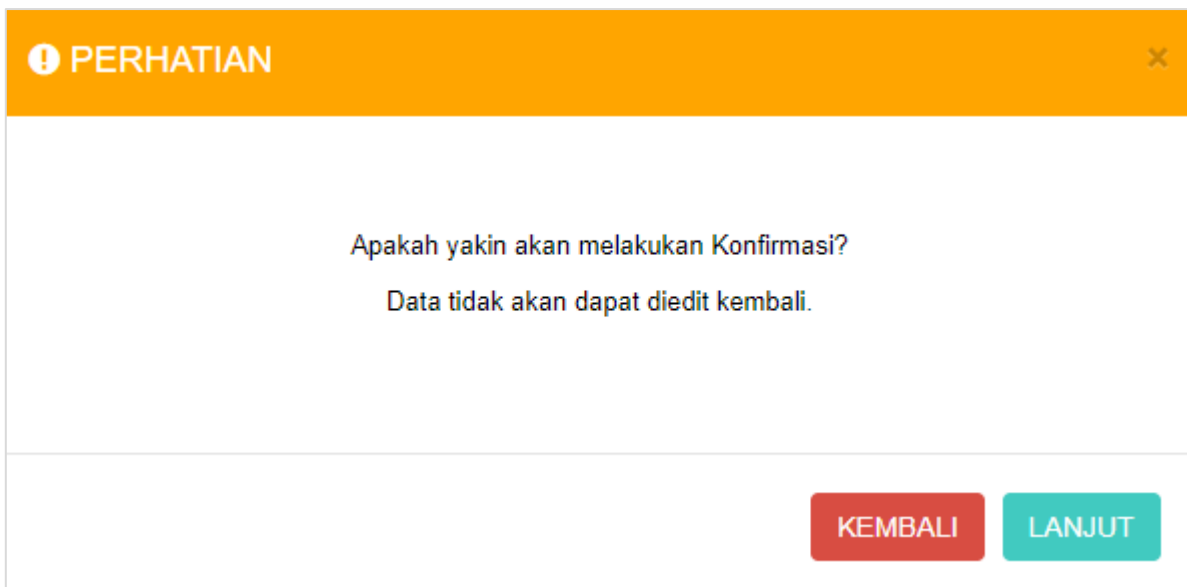 PERHATIAN
Apakah yakin akan melakukan Konfirmasi?
Data tidak akan dapat diedit kembali.
KEMBALI LANJUT